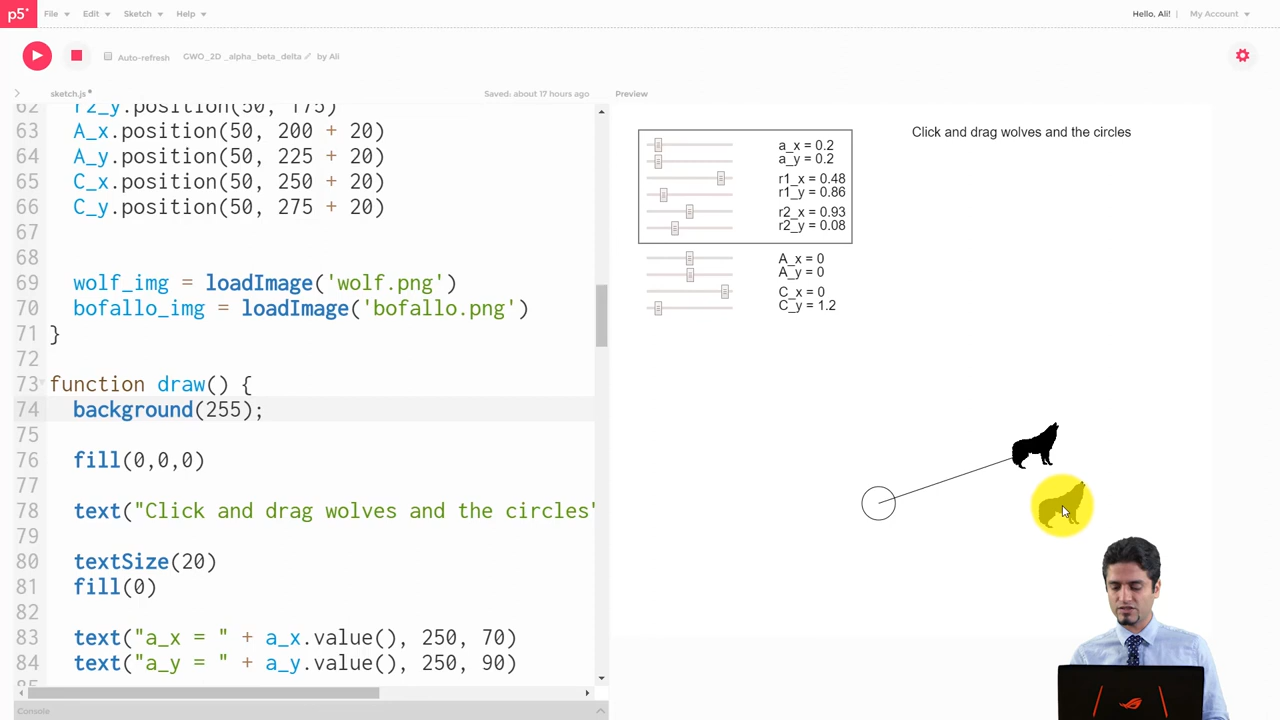 p5*
File
Edit
Sketch
Help
Hello, Ali! |
My Account
Auto-refresh
GWO_2D _alpha_beta_delta
by Ali
sketch.js
Saved: about 17 hours ago
Preview
62 r2_y.position(50, 175)
63 A_x.position(50, 200 + 20)
64 A_y.position(50, 225 + 20)
65 C_x.position(50, 250 + 20)
66 C_y.position(50, 275 + 20)
67
68
69 wolf_img = loadImage('wolf.png')
70 bofallo_img = loadImage('bofallo.png')
71 }
72
73 function draw() {
74 background(255);
75
76 fill(0,0,0)
77
78 text("Click and drag wolves and the circles"
79
80 textSize(20)
81 fill(0)
82
83 text("a_x = " + a_x.value(), 250, 70)
84 text("a_y = " + a_y.value(), 250, 90)
Console
Click and drag wolves and the circles
a_x = 0.2
a_y = 0.2
r1_x = 0.48
r1_y = 0.86
r2_x = 0.93
r2_y = 0.08
A_x = 0
A_y = 0
C_x = 0
C_y = 1.2